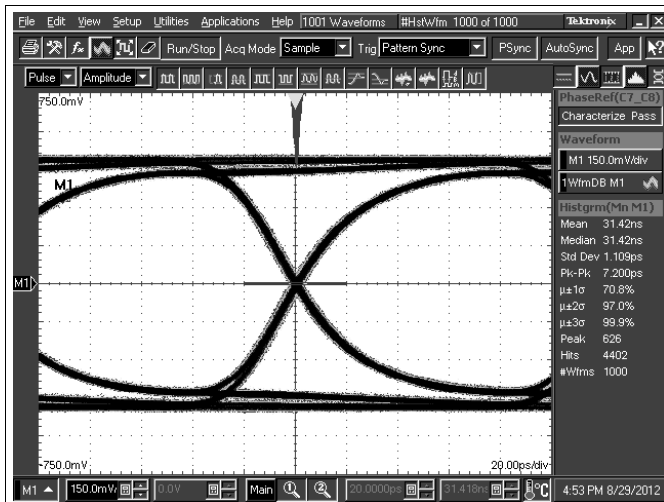 File Edit View Setup Utilities Applications Help 1001 Waveforms #HstWfm 1000 of 1000 Tektronix
Run/Stop Acq Mode Sample Trig Pattern Sync PSync AutoSync App
Pulse Amplitude
750.0mV
PhaseRef(C7_C8)
Characterize Pass
Waveform
M1 150.0mV/div
1WfmDB M1
M1
Histgrm(Mn M1)
Mean 31.42ns
Median 31.42ns
Std Dev 1.109ps
Pk-Pk 7.200ps
µ±1σ 70.8%
µ±2σ 97.0%
µ±3σ 99.9%
Peak 626
Hits 4402
#Wfms 1000
M1
-750.0mV 20.00ps/div
M1 150.0mV/ 0.0V Main 1 2 20.0000ps 31.418n °C 4:53 PM 8/29/2012